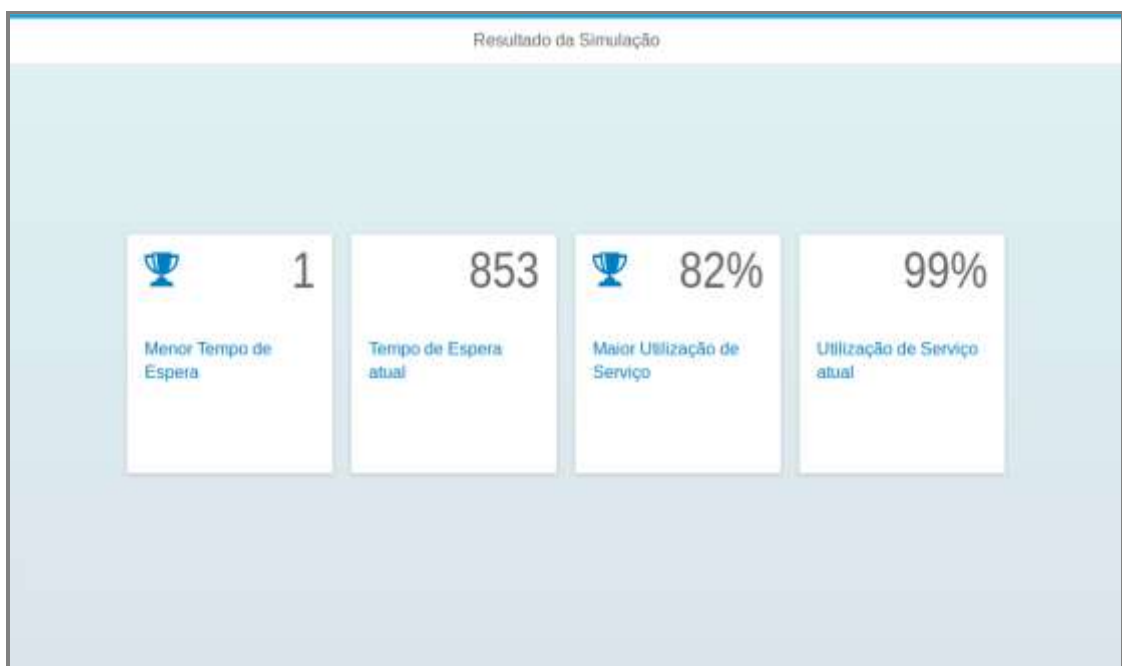 Resultado da Simulação
1
Menor Tempo de
Espera
853
Tempo de Espera
atual
82%
Maior Utilização de
Serviço
99%
Utilização de Serviço
atual